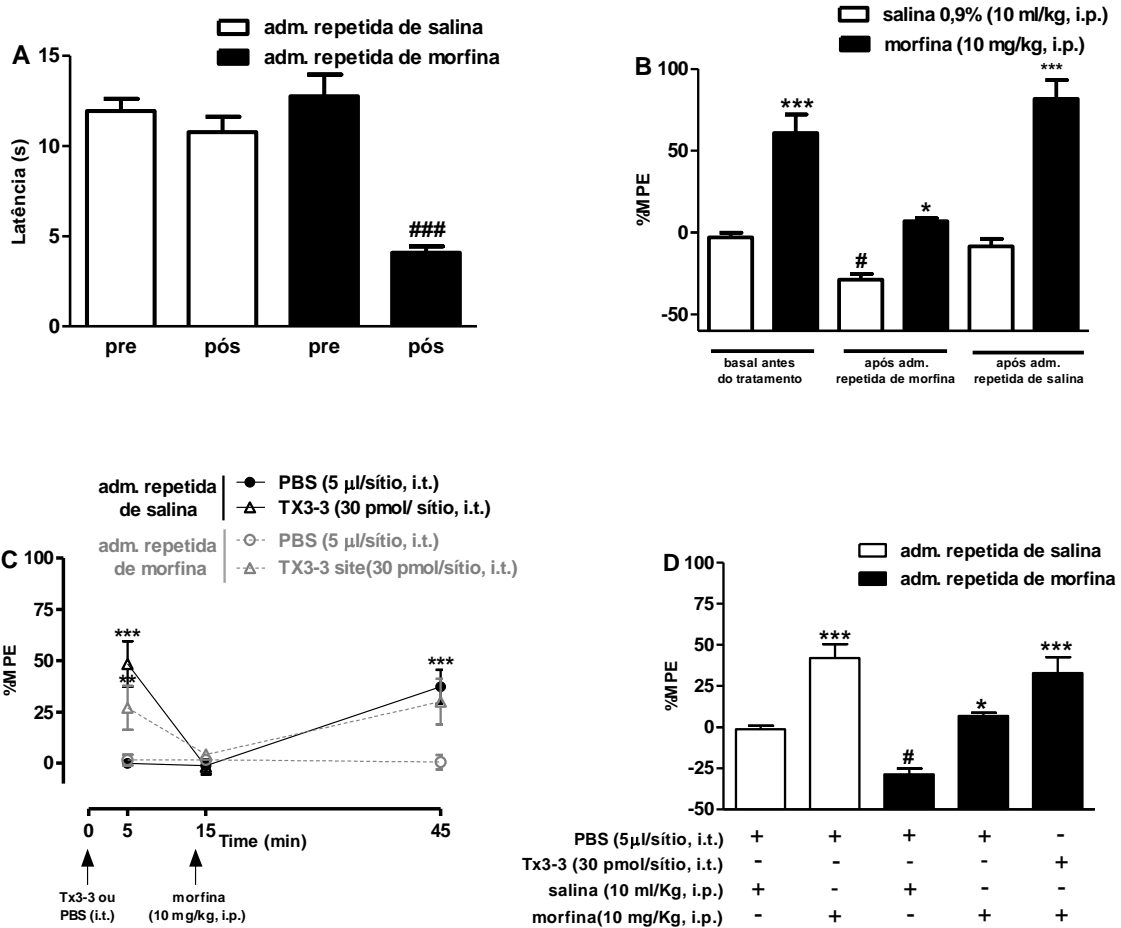 A
adm. repetida de salina
adm. repetida de morfina
Latência (s)
15
10
5
0
###
pre
pós
pre
pós
B
salina 0,9% (10 ml/kg, i.p.)
morfina (10 mg/kg, i.p.)
%MPE
100
50
0
-50
***
#
*
***
basal antes
do tratamento
após adm.
repetida de morfina
após adm.
repetida de salina
C
adm. repetida
de salina
PBS (5 µl/sítio, i.t.)
TX3-3 (30 pmol/ sítio, i.t.)
adm. repetida
de morfina
PBS (5 µl/sítio, i.t.)
TX3-3 site(30 pmol/sítio, i.t.)
%MPE
100
75
50
25
0
***
**
***
0
5
15
45
Time (min)
Tx3-3 ou
PBS (i.t.)
morfina
(10 mg/kg, i.p.)
D
adm. repetida de salina
adm. repetida de morfina
%MPE
100
75
50
25
0
-25
-50
***
#
*
***
PBS (5µl/sítio, i.t.) + + + + -
Tx3-3 (30 pmol/sítio, i.t.) - - - - +
salina (10 ml/Kg, i.p.) + - + - -
morfina(10 mg/Kg, i.p.) - + - + +